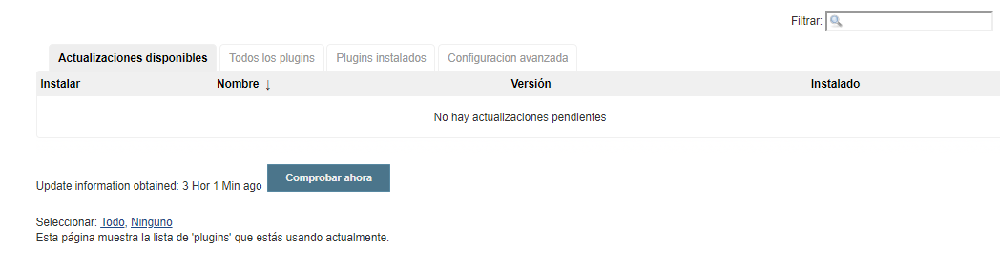 Filtrar:
Actualizaciones disponibles Todos los plugins Plugins instalados Configuracion avanzada
Instalar Nombre ↓ Versión Instalado
No hay actualizaciones pendientes
Update information obtained: 3 Hor 1 Min ago Comprobar ahora
Seleccionar: Todo, Ninguno
Esta página muestra la lista de 'plugins' que estás usando actualmente.